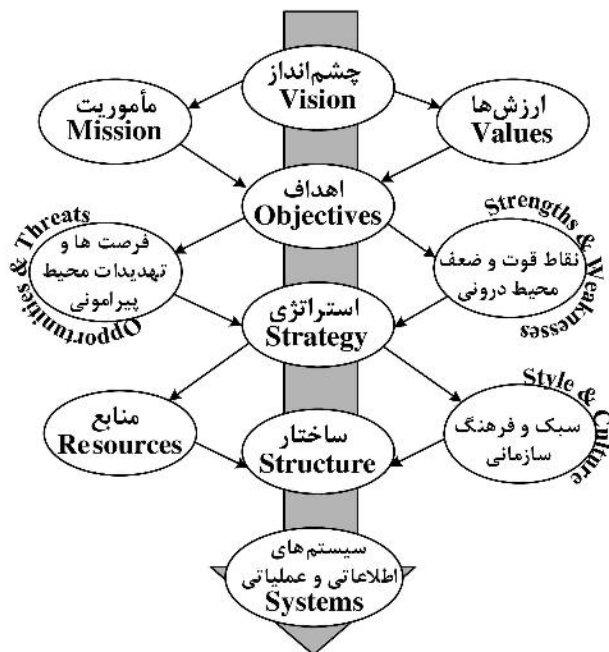 چشم‌انداز
Vision
مأموریت
Mission
ارزش‌ها
Values
اهداف
Objectives
Opportunities & Threats
فرصت ها و
تهدیدات محیط
پیرامونی
Strengths & Weaknesses
نقاط قوت و ضعف
محیط درونی
استراتژی
Strategy
منابع
Resources
ساختار
Structure
Style & Culture
سبک و فرهنگ
سازمانی
سیستم‌های
اطلاعاتی و عملیاتی
Systems